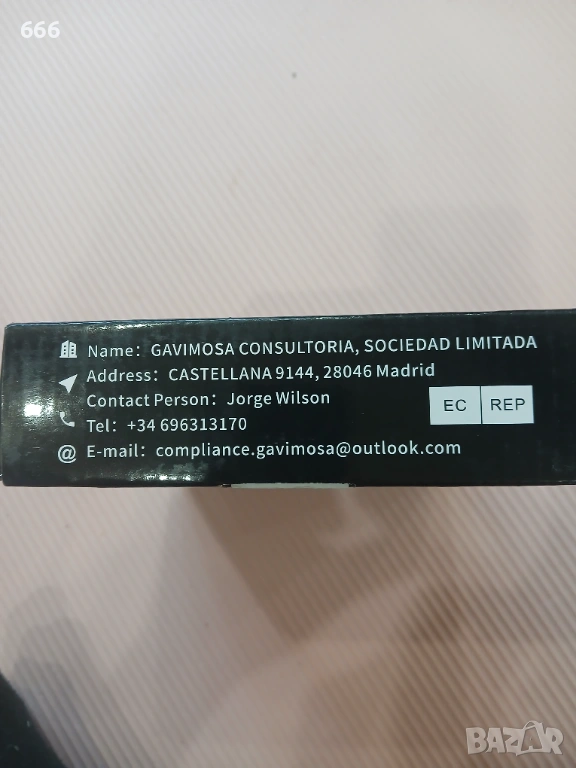 666
Name: GAVIMOSA CONSULTORIA, SOCIEDAD LIMITADA
Address: CASTELLANA 9144, 28046 Madrid
Contact Person: Jorge Wilson
EC REP
Tel: +34 696313170
@ E-mail: compliance.gavimosa@outlook.com
BAZAR